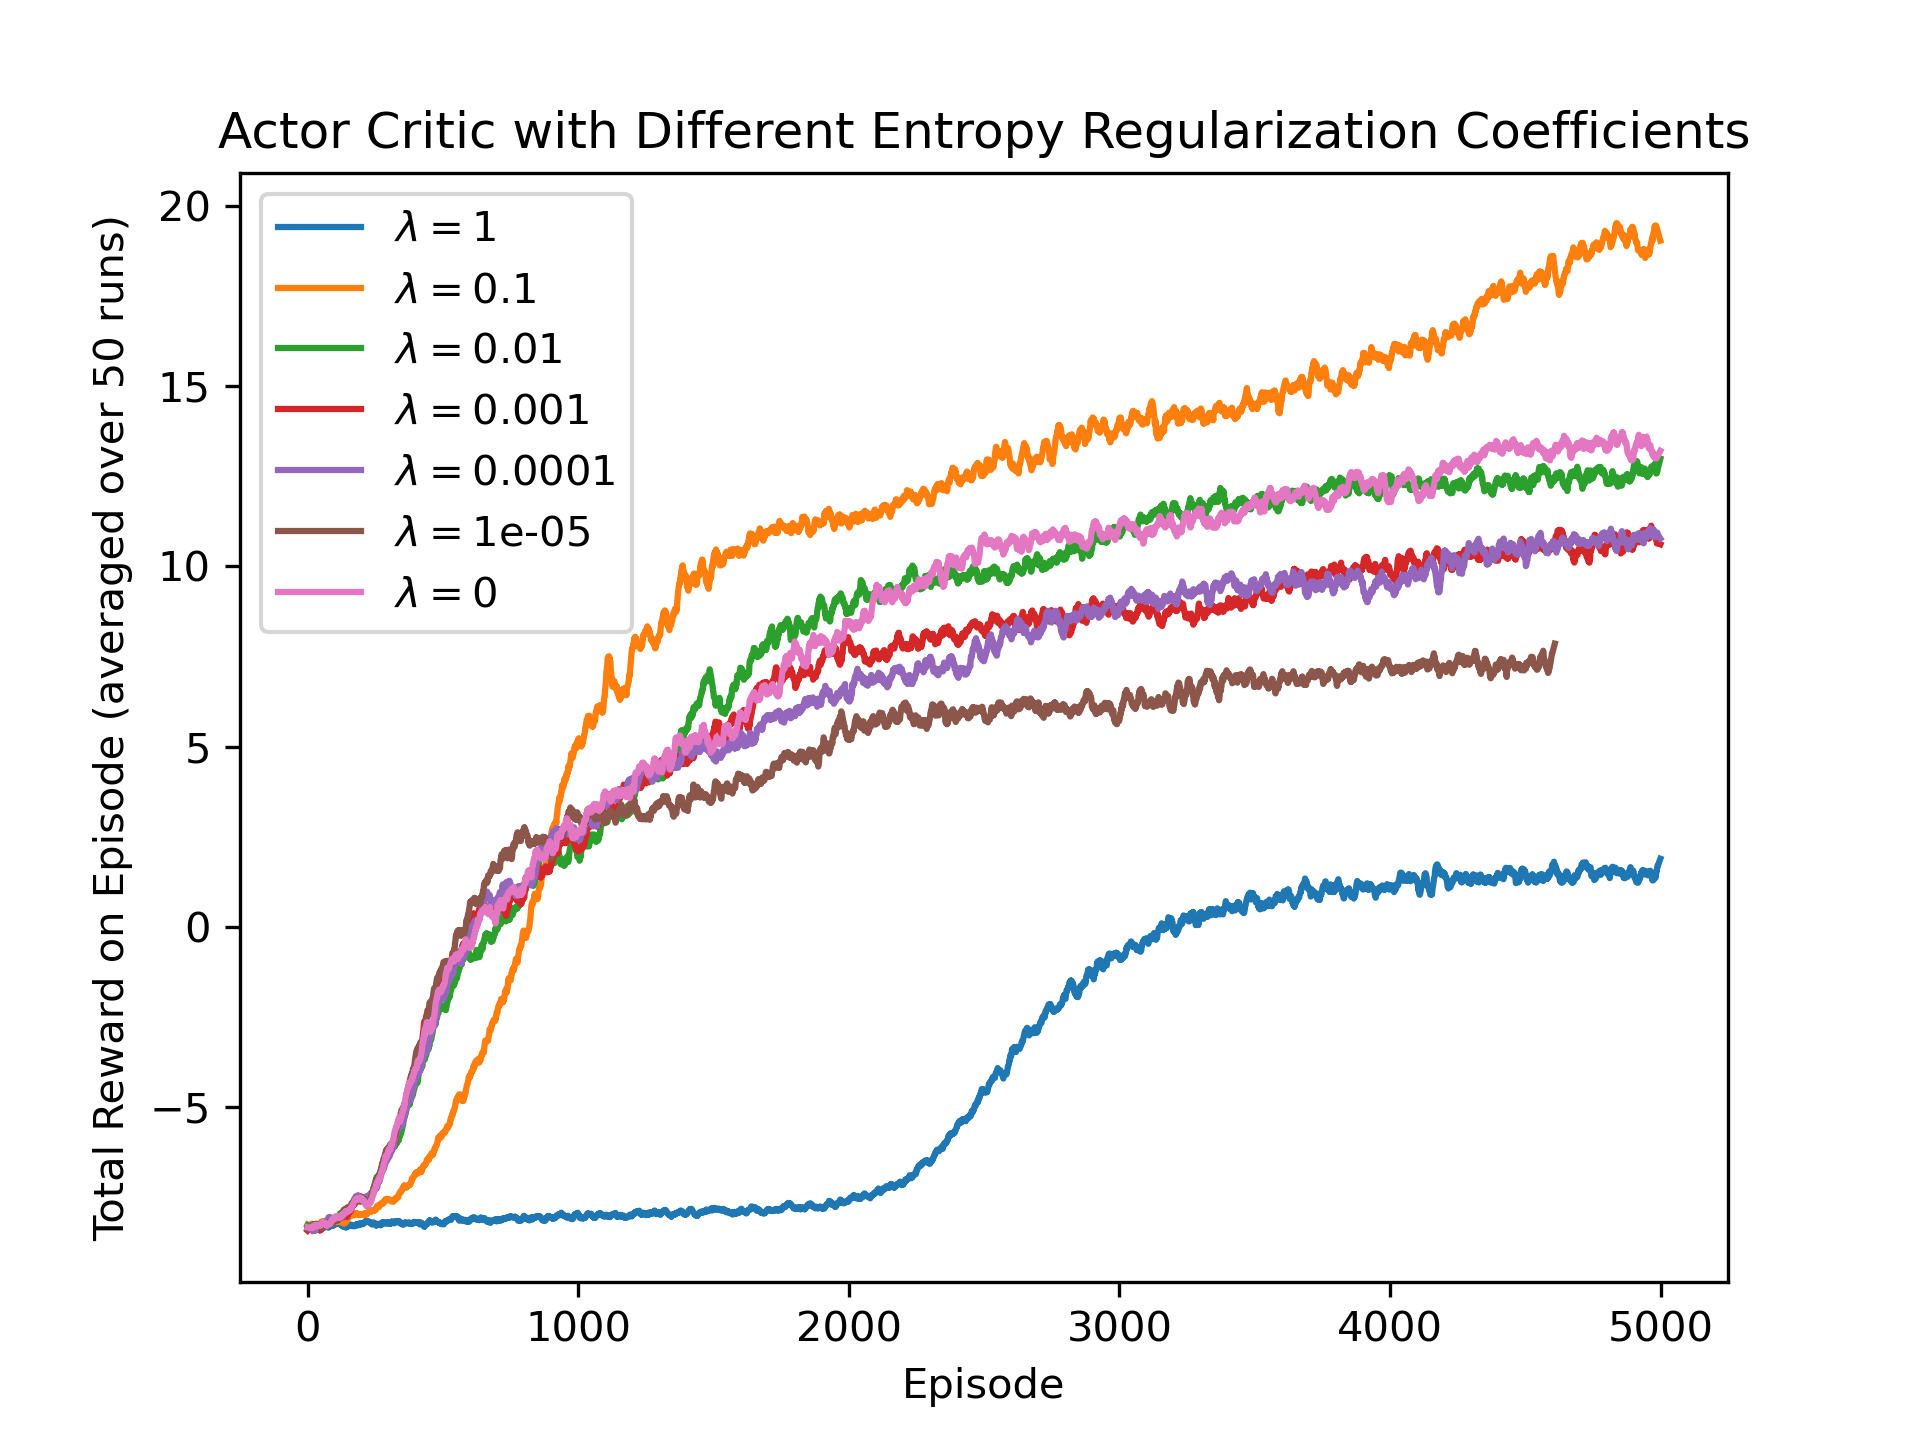 Actor Critic with Different Entropy Regularization Coefficients
Total Reward on Episode (averaged over 50 runs)
20
15
10
5
0
−5
λ = 1
λ = 0.1
λ = 0.01
λ = 0.001
λ = 0.0001
λ = 1e-05
λ = 0
0 1000 2000 3000 4000 5000
Episode